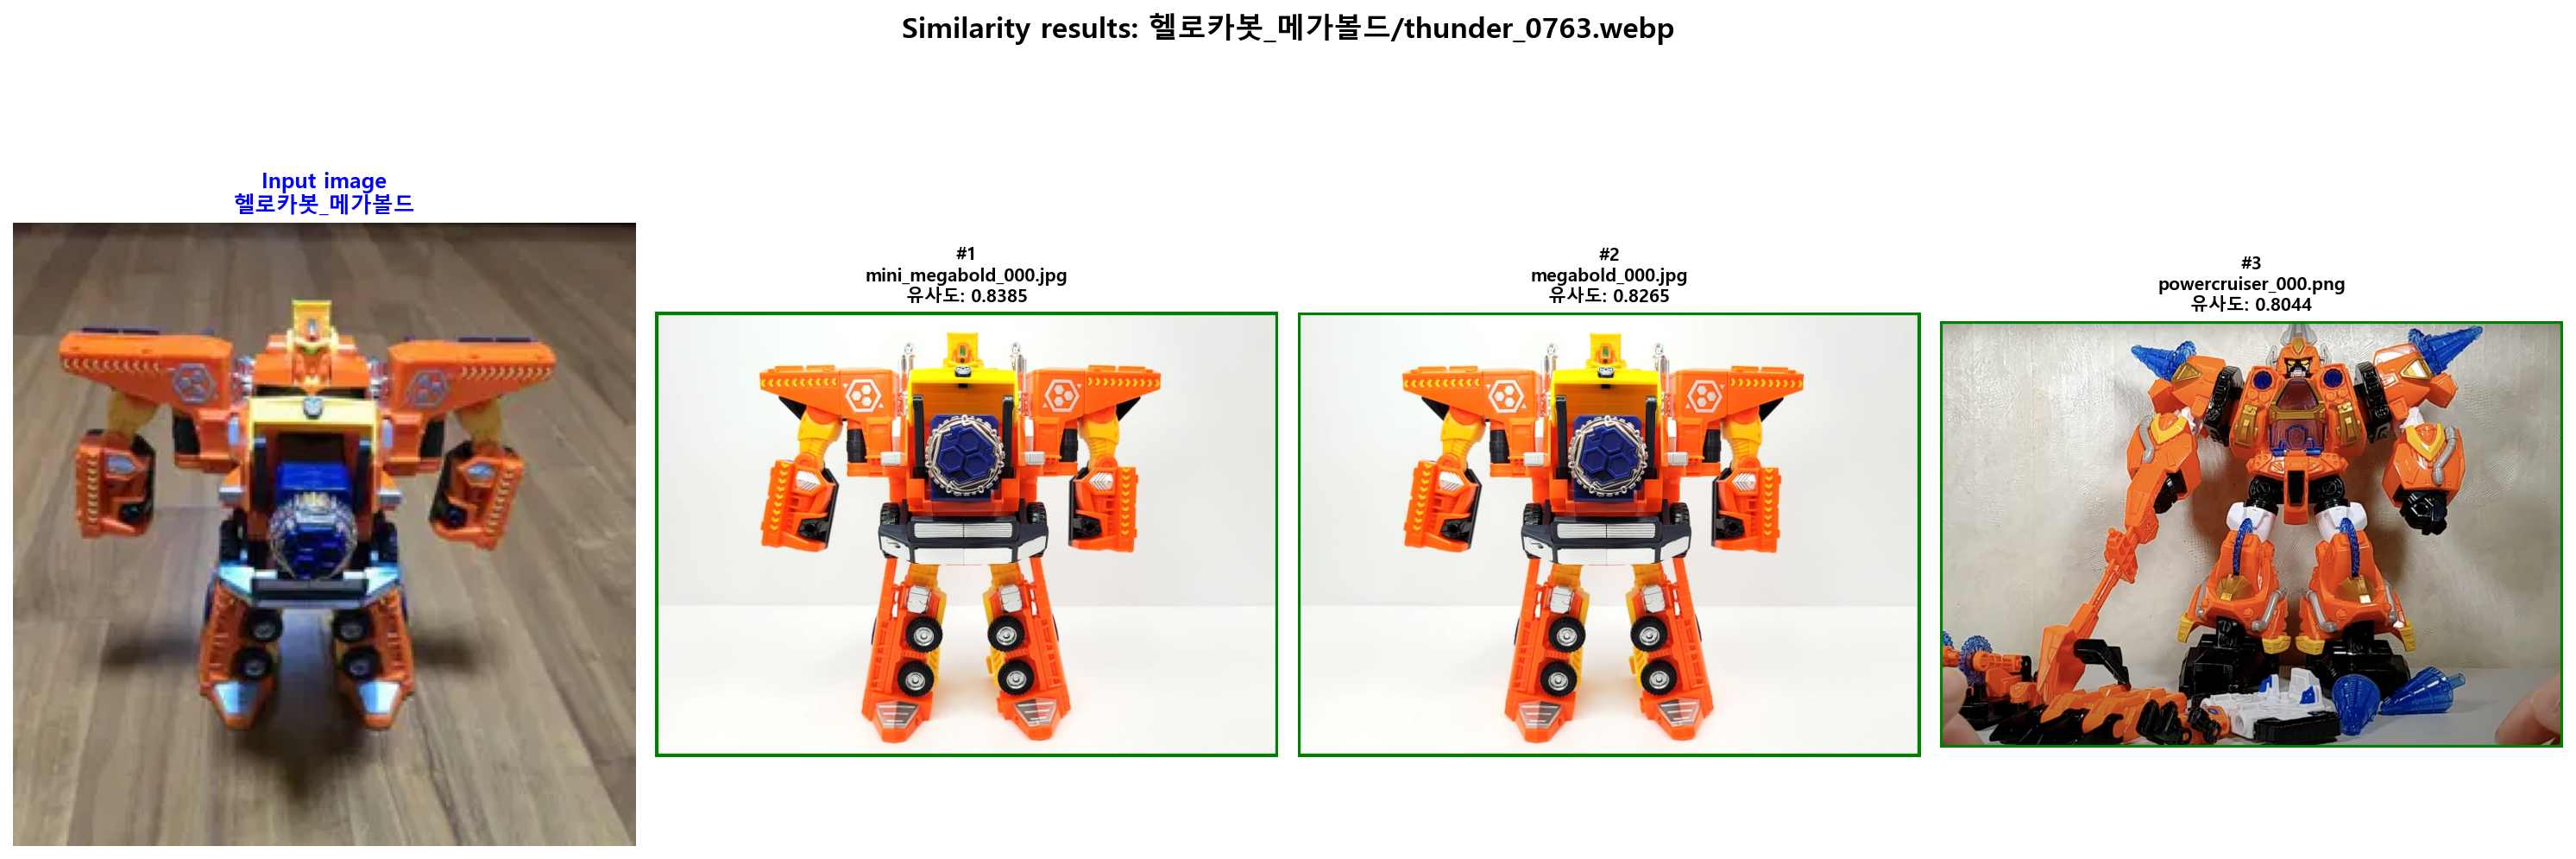 Similarity results: 헬로카봇_메가볼드/thunder_0763.webp
Input image
헬로카봇_메가볼드
#1
mini_megabold_000.jpg
유사도: 0.8385
#2
megabold_000.jpg
유사도: 0.8265
#3
powercruiser_000.png
유사도: 0.8044